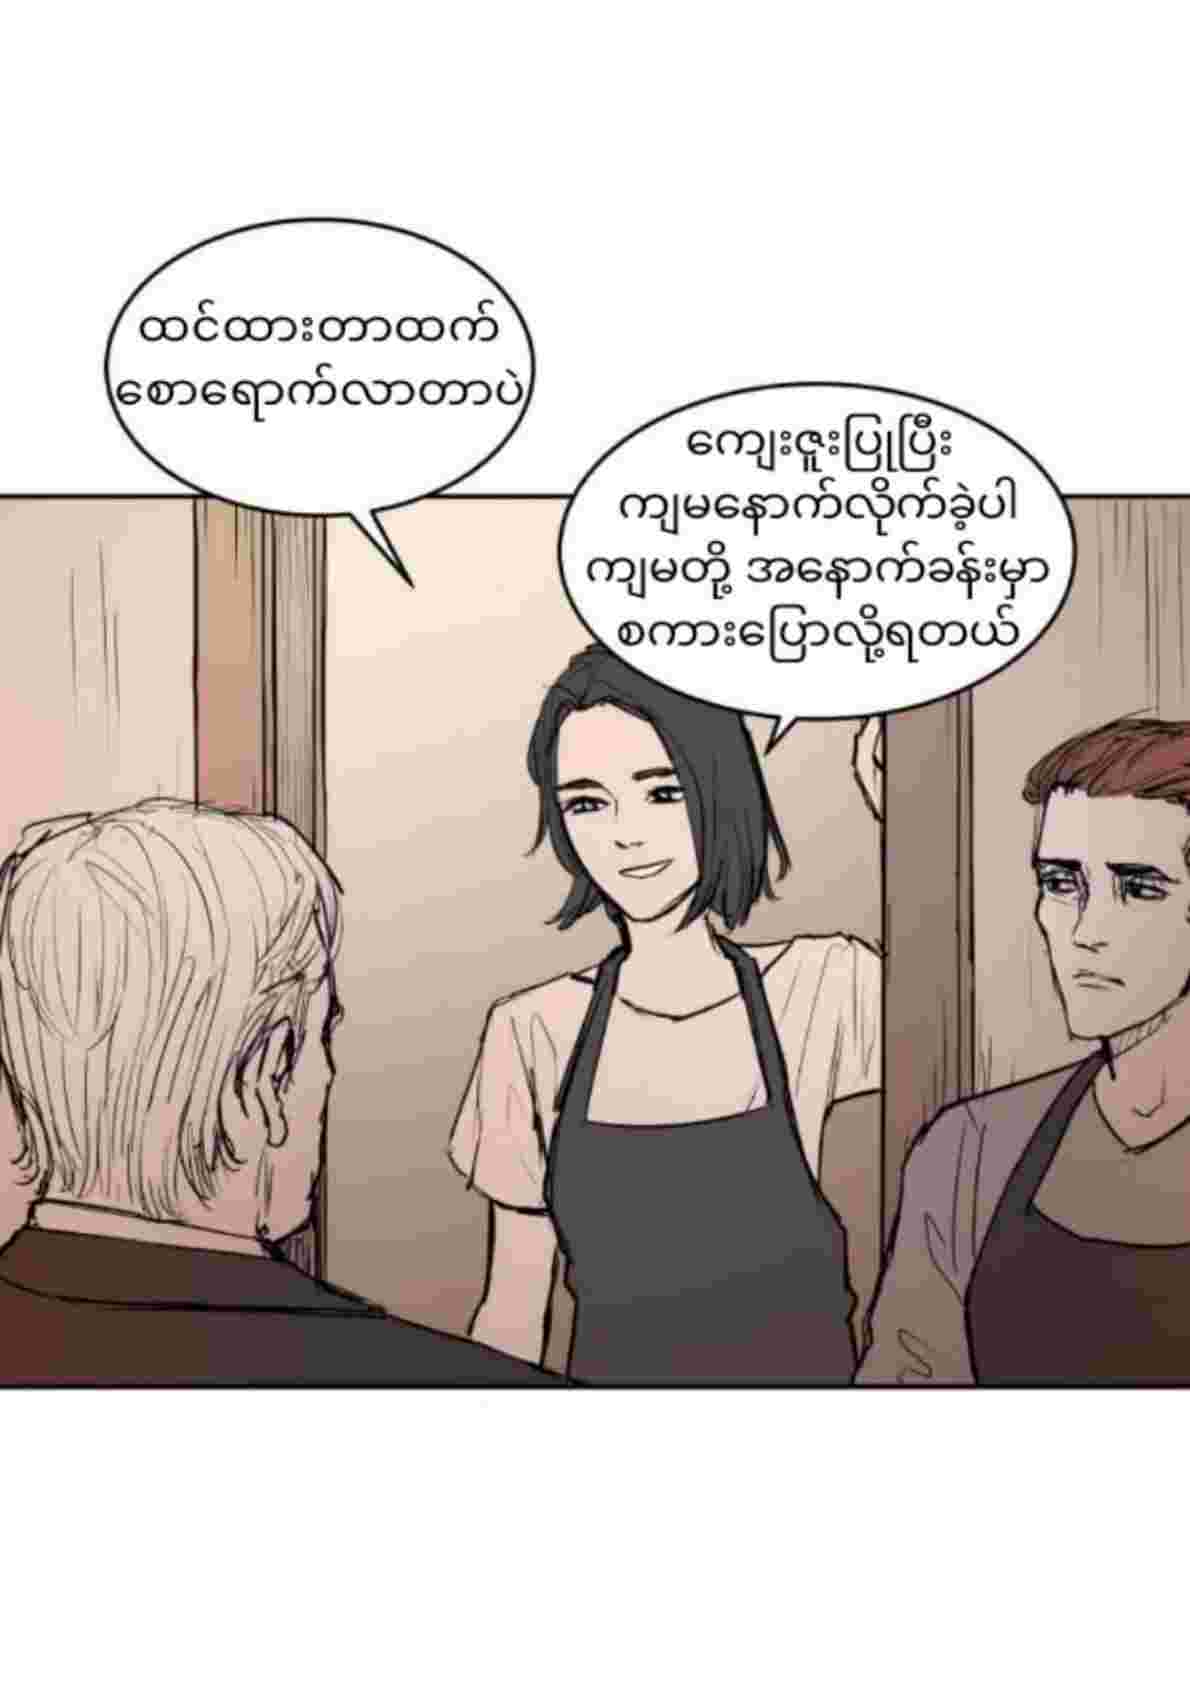 ထင်ထားတာထက်
စောရောက်လာတာပဲ
ကျေးဇူးပြုပြီး
ကျမနောက်လိုက်ခဲ့ပါ
ကျမတို့ အနောက်ခန်းမှာ
စကားပြောလို့ရတယ်